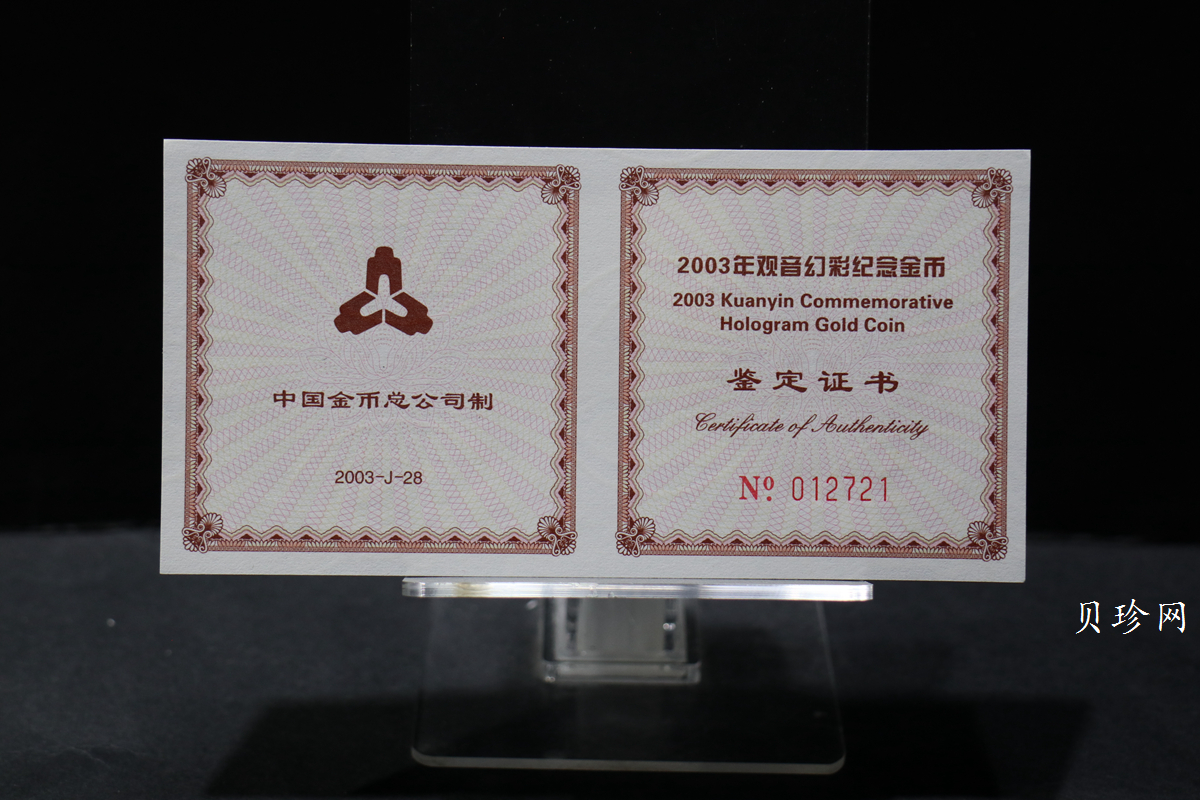 中国金币总公司制
2003-J-28
2003年观音幻彩纪念金币
2003 Kuanyin Commemorative
Hologram Gold Coin
鉴定证书
Certificate of Authenticity
Nº 012721
贝珍网